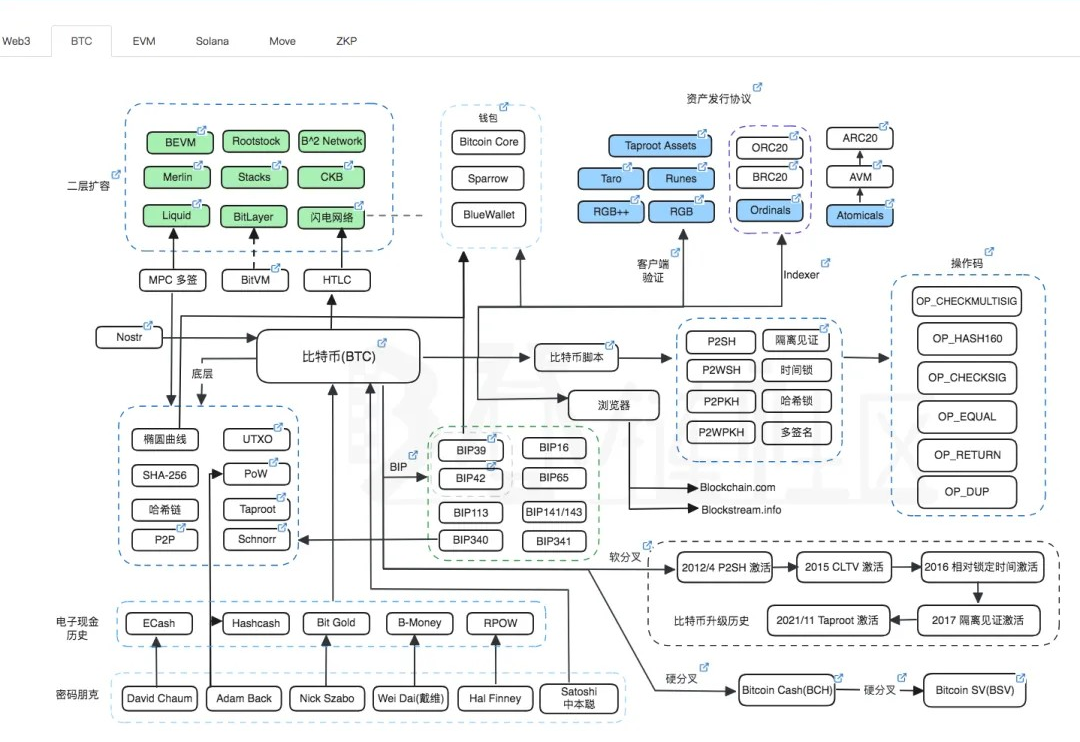 Web3
BTC
EVM
Solana
Move
ZKP
二层扩容
BEVM
Rootstock
B^2 Network
Merlin
Stacks
CKB
Liquid
BitLayer
闪电网络
MPC 多签
BitVM
HTLC
钱包
Bitcoin Core
Sparrow
BlueWallet
资产发行协议
Taproot Assets
Taro
Runes
RGB++
RGB
ORC20
BRC20
Ordinals
ARC20
AVM
Atomicals
客户端
验证
Indexer
操作码
OP_CHECKMULTISIG
OP_HASH160
OP_CHECKSIG
OP_EQUAL
OP_RETURN
OP_DUP
Nostr
比特币(BTC)
底层
比特币脚本
浏览器
P2SH
隔离见证
P2WSH
时间锁
P2PKH
哈希锁
P2WPKH
多签名
Blockchain.com
Blockstream.info
椭圆曲线
UTXO
SHA-256
PoW
哈希链
Taproot
P2P
Schnorr
BIP
BIP39
BIP16
BIP42
BIP65
BIP113
BIP141/143
BIP340
BIP341
软分叉
2012/4 P2SH 激活
2015 CLTV 激活
2016 相对锁定时间激活
比特币升级历史
2021/11 Taproot 激活
2017 隔离见证激活
硬分叉
Bitcoin Cash(BCH)
硬分叉
Bitcoin SV(BSV)
电子现金
历史
ECash
Hashcash
Bit Gold
B-Money
RPOW
密码朋克
David Chaum
Adam Back
Nick Szabo
Wei Dai(戴维)
Hal Finney
Satoshi
中本聪